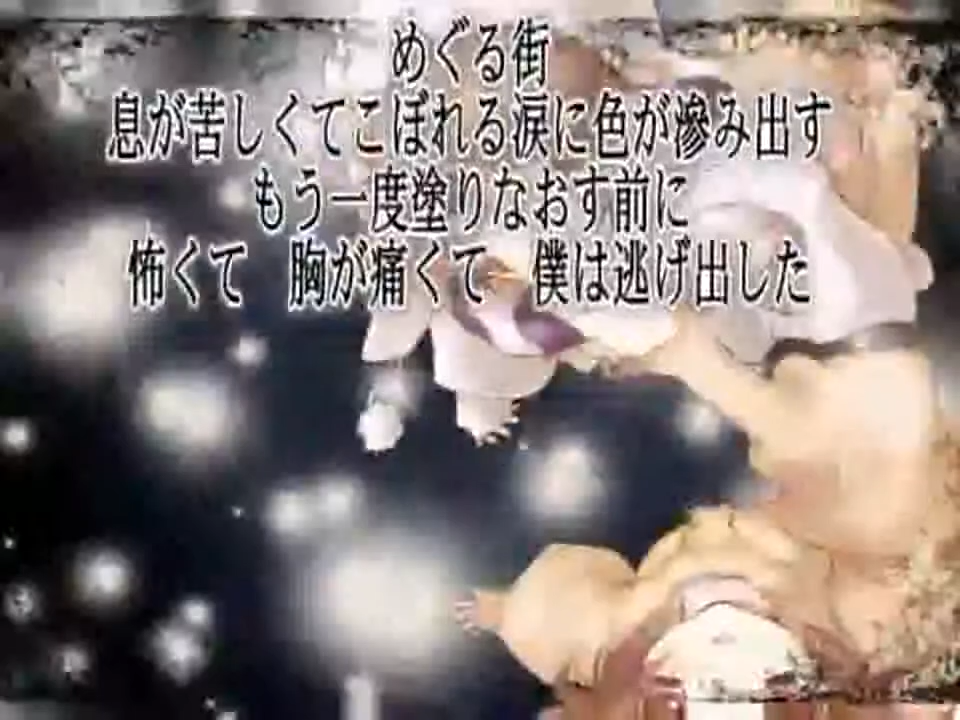 めぐる街
息が苦しくてこぼれる涙に色が滲み出す
もう一度塗りなおす前に
怖くて　胸が痛くて　僕は逃げ出した